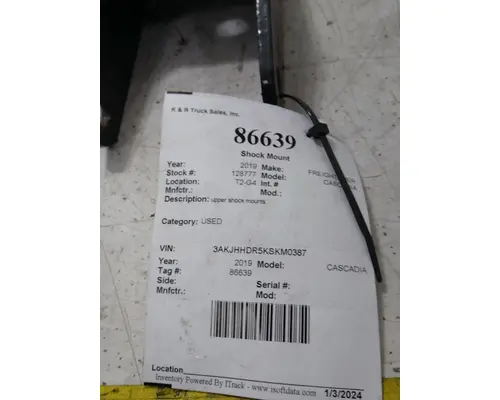 K & R Truck Sales, Inc.
86639
Shock Mount
Year: 2019 Make:
Stock #: 128777 Model: CASCADIA
Location: T2-G4 Int. #
Mnfctr.: Mod.:
Description: upper shock mounts
Category: USED
VIN: 3AKJHHDR5KSKM0387
Year: 2019 Model: CASCADIA
Tag #: 86639
Side: Serial #:
Mnfctr.: Mod:
Location
Inventory Powered By ITrack - www.isoftdata.com 1/3/2024